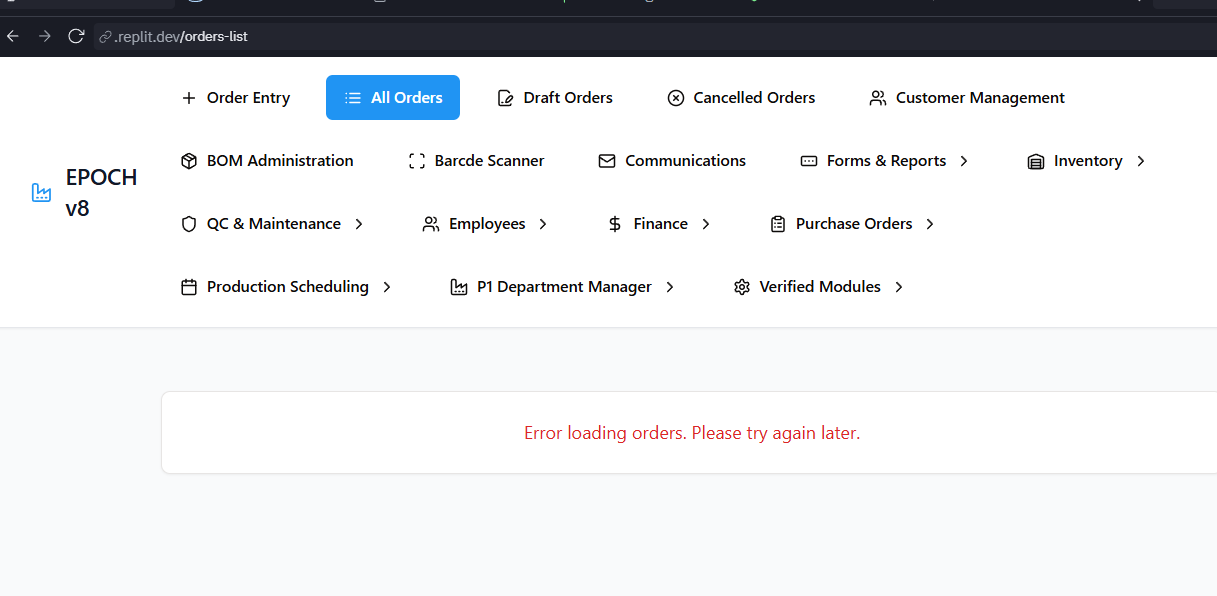 .replit.dev/orders-list
Order Entry
All Orders
Draft Orders
Cancelled Orders
Customer Management
BOM Administration
Barcde Scanner
Communications
Forms & Reports
Inventory
EPOCH
v8
QC & Maintenance
Employees
Finance
Purchase Orders
Production Scheduling
P1 Department Manager
Verified Modules
Error loading orders. Please try again later.